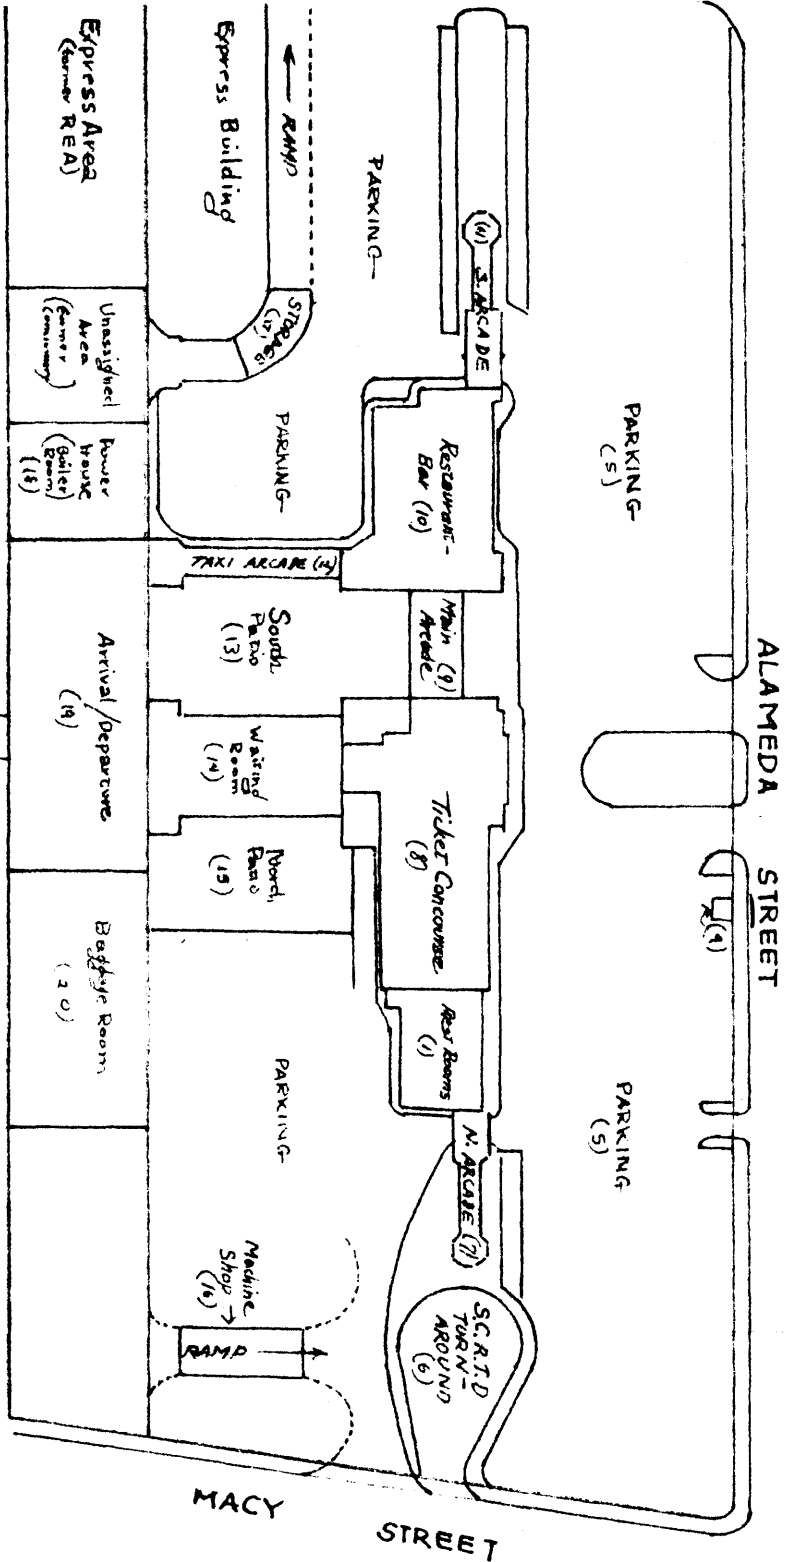 ALAMEDA STREET
(4)
PARKING
(5)
PARKING
(5)
(11) S. ARCADE
Restaurant-
Bar (10)
Main (9)
Arcade
Ticket Concourse
(8)
Rest Rooms
(1)
N. ARCADE (7)
S.C.R.T.D
TURN-
AROUND
(6)
PARKING
← RAMP
STORAGE
(17)
PARKING
TAXI ARCADE (12)
South
Patio
(13)
Waiting
Room
(14)
North
Patio
(15)
PARKING
Machine
Shop →
(16)
RAMP →
MACY STREET
Express Building
Express Area
(former REA)
Unassigned
Area
(former
Power
House
(Boiler
Room)
(18)
Arrival/Departure
(19)
Baggage Room
(20)